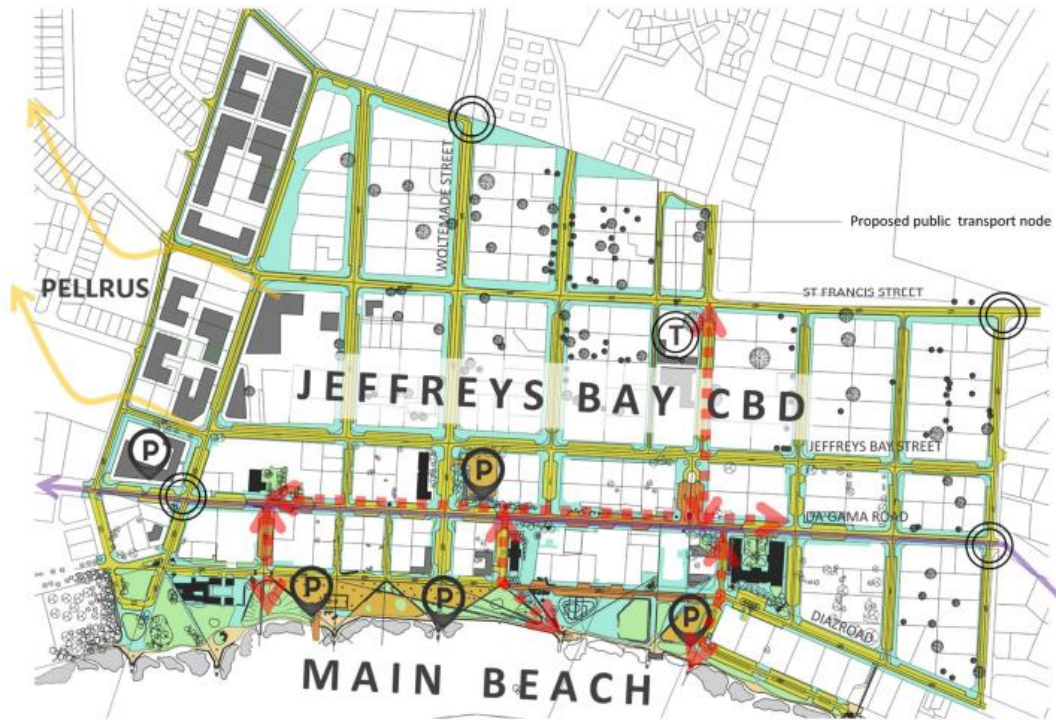 WOLTEMADE STREET
Proposed public transport node
PELLRUS
ST FRANCIS STREET
T
JEFFREYS BAY CBD
P
P
JEFFREYS BAY STREET
DA GAMA ROAD
P
P
P
DIAZROAD
MAIN BEACH